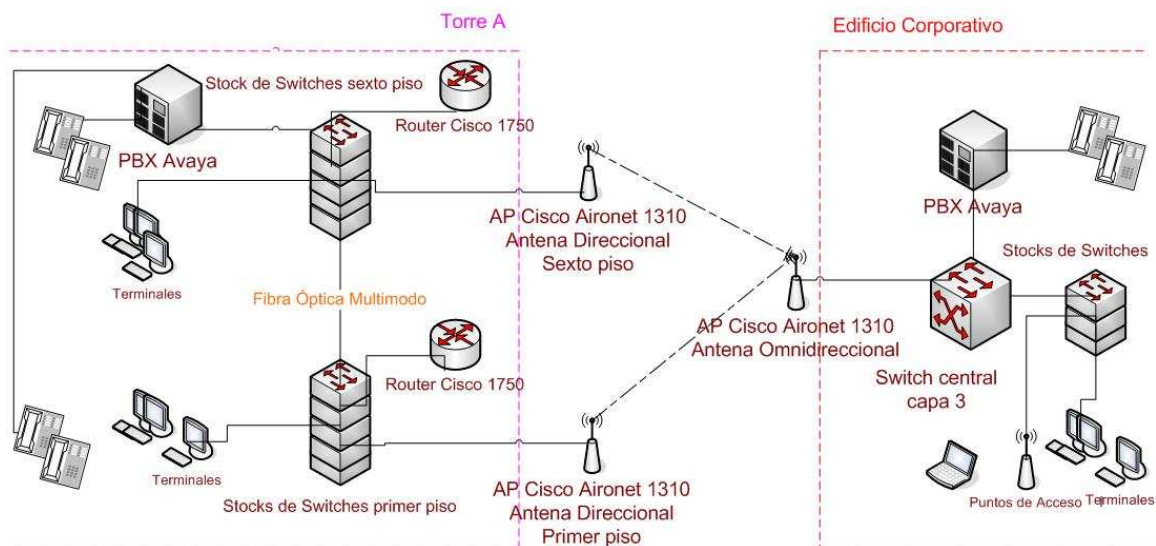 Torre A
Edificio Corporativo
Stock de Switches sexto piso
Router Cisco 1750
PBX Avaya
Terminales
AP Cisco Aironet 1310
Antena Direccional
Sexto piso
Fibra Òptica Multimodo
Router Cisco 1750
Terminales
Stocks de Switches primer piso
AP Cisco Aironet 1310
Antena Direccional
Primer piso
AP Cisco Aironet 1310
Antena Omnidireccional
PBX Avaya
Stocks de Switches
Switch central
capa 3
Puntos de Acceso
Terminales